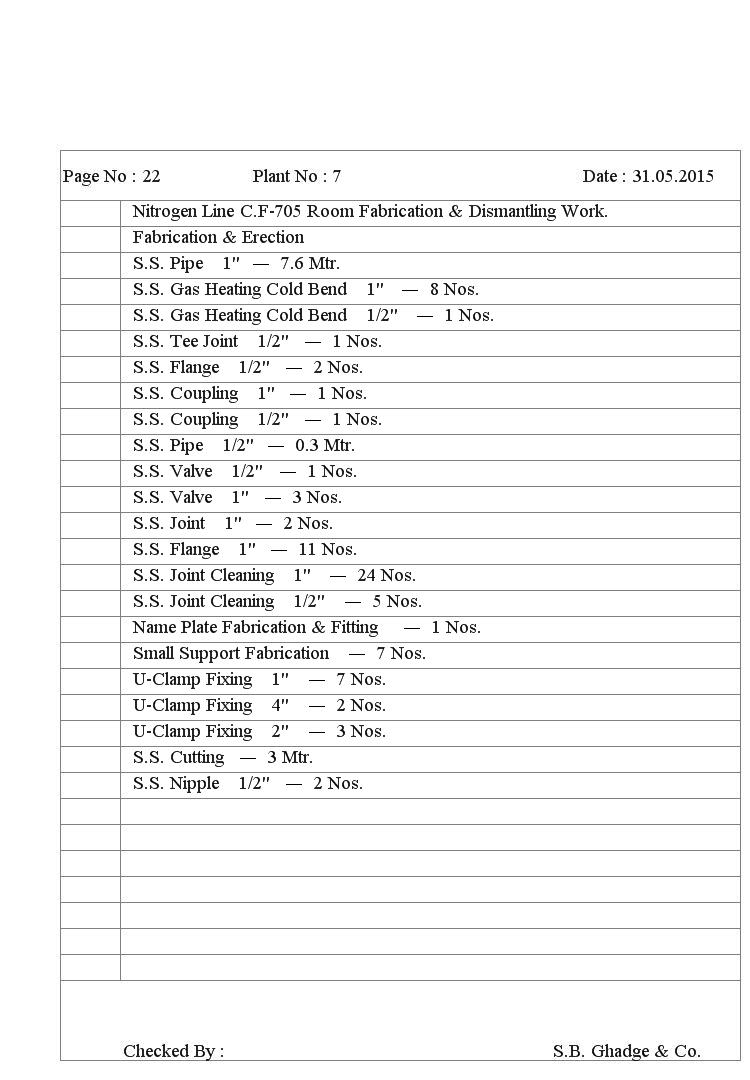 Page No : 22 Plant No : 7 Date : 31.05.2015
Nitrogen Line C.F-705 Room Fabrication & Dismantling Work.
Fabrication & Erection
S.S. Pipe 1" — 7.6 Mtr.
S.S. Gas Heating Cold Bend 1" — 8 Nos.
S.S. Gas Heating Cold Bend 1/2" — 1 Nos.
S.S. Tee Joint 1/2" — 1 Nos.
S.S. Flange 1/2" — 2 Nos.
S.S. Coupling 1" — 1 Nos.
S.S. Coupling 1/2" — 1 Nos.
S.S. Pipe 1/2" — 0.3 Mtr.
S.S. Valve 1/2" — 1 Nos.
S.S. Valve 1" — 3 Nos.
S.S. Joint 1" — 2 Nos.
S.S. Flange 1" — 11 Nos.
S.S. Joint Cleaning 1" — 24 Nos.
S.S. Joint Cleaning 1/2" — 5 Nos.
Name Plate Fabrication & Fitting — 1 Nos.
Small Support Fabrication — 7 Nos.
U-Clamp Fixing 1" — 7 Nos.
U-Clamp Fixing 4" — 2 Nos.
U-Clamp Fixing 2" — 3 Nos.
S.S. Cutting — 3 Mtr.
S.S. Nipple 1/2" — 2 Nos.
Checked By : S.B. Ghadge & Co.